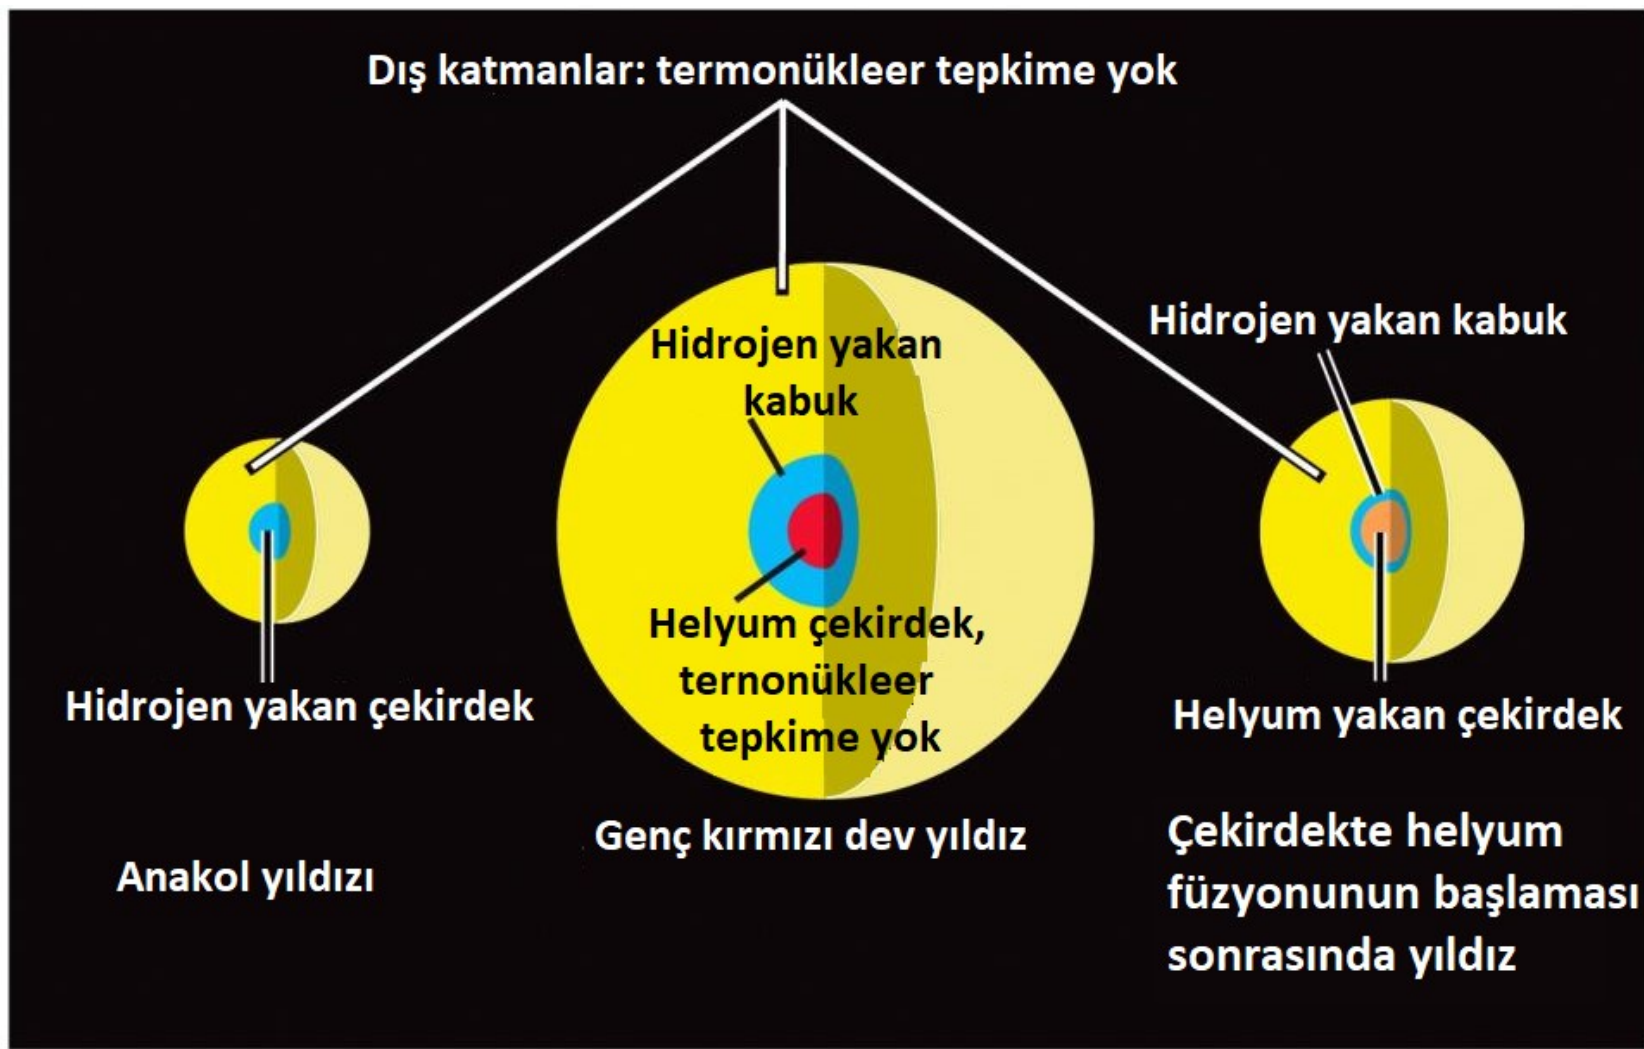 Dış katmanlar: termonükleer tepkime yok
Hidrojen yakan
kabuk
Hidrojen yakan kabuk
Helyum çekirdek,
ternonükleer
tepkime yok
Hidrojen yakan çekirdek
Helyum yakan çekirdek
Anakol yıldızı
Genç kırmızı dev yıldız
Çekirdekte helyum
füzyonunun başlaması
sonrasında yıldız